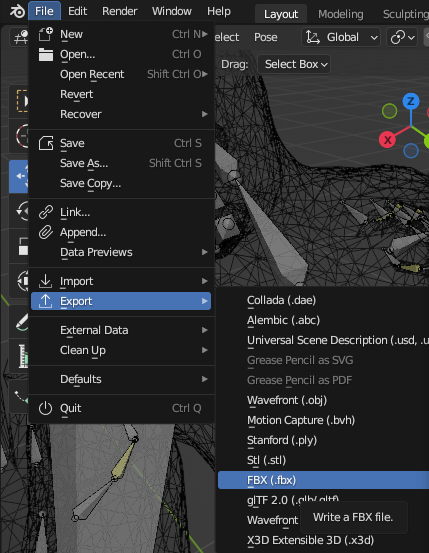 File Edit Render Window Help Layout Modeling Sculpting
New Ctrl N
elect Pose Global
Open... Ctrl O
Drag: Select Box
Open Recent Shift Ctrl O
Revert
Recover
Save Ctrl S
Save As... Shift Ctrl S
Save Copy...
Link...
Append...
Data Previews
Import
Export
External Data
Clean Up
Defaults
Quit Ctrl Q
Z
X
Collada (.dae)
Alembic (.abc)
Universal Scene Description (.usd, .u
Grease Pencil as SVG
Grease Pencil as PDF
Wavefront (.obj)
Motion Capture (.bvh)
Stanford (.ply)
Stl (.stl)
FBX (.fbx)
glTF 2.0 (.glb/.gltf)
Wavefront
Write a FBX file.
X3D Extensible 3D (.x3d)